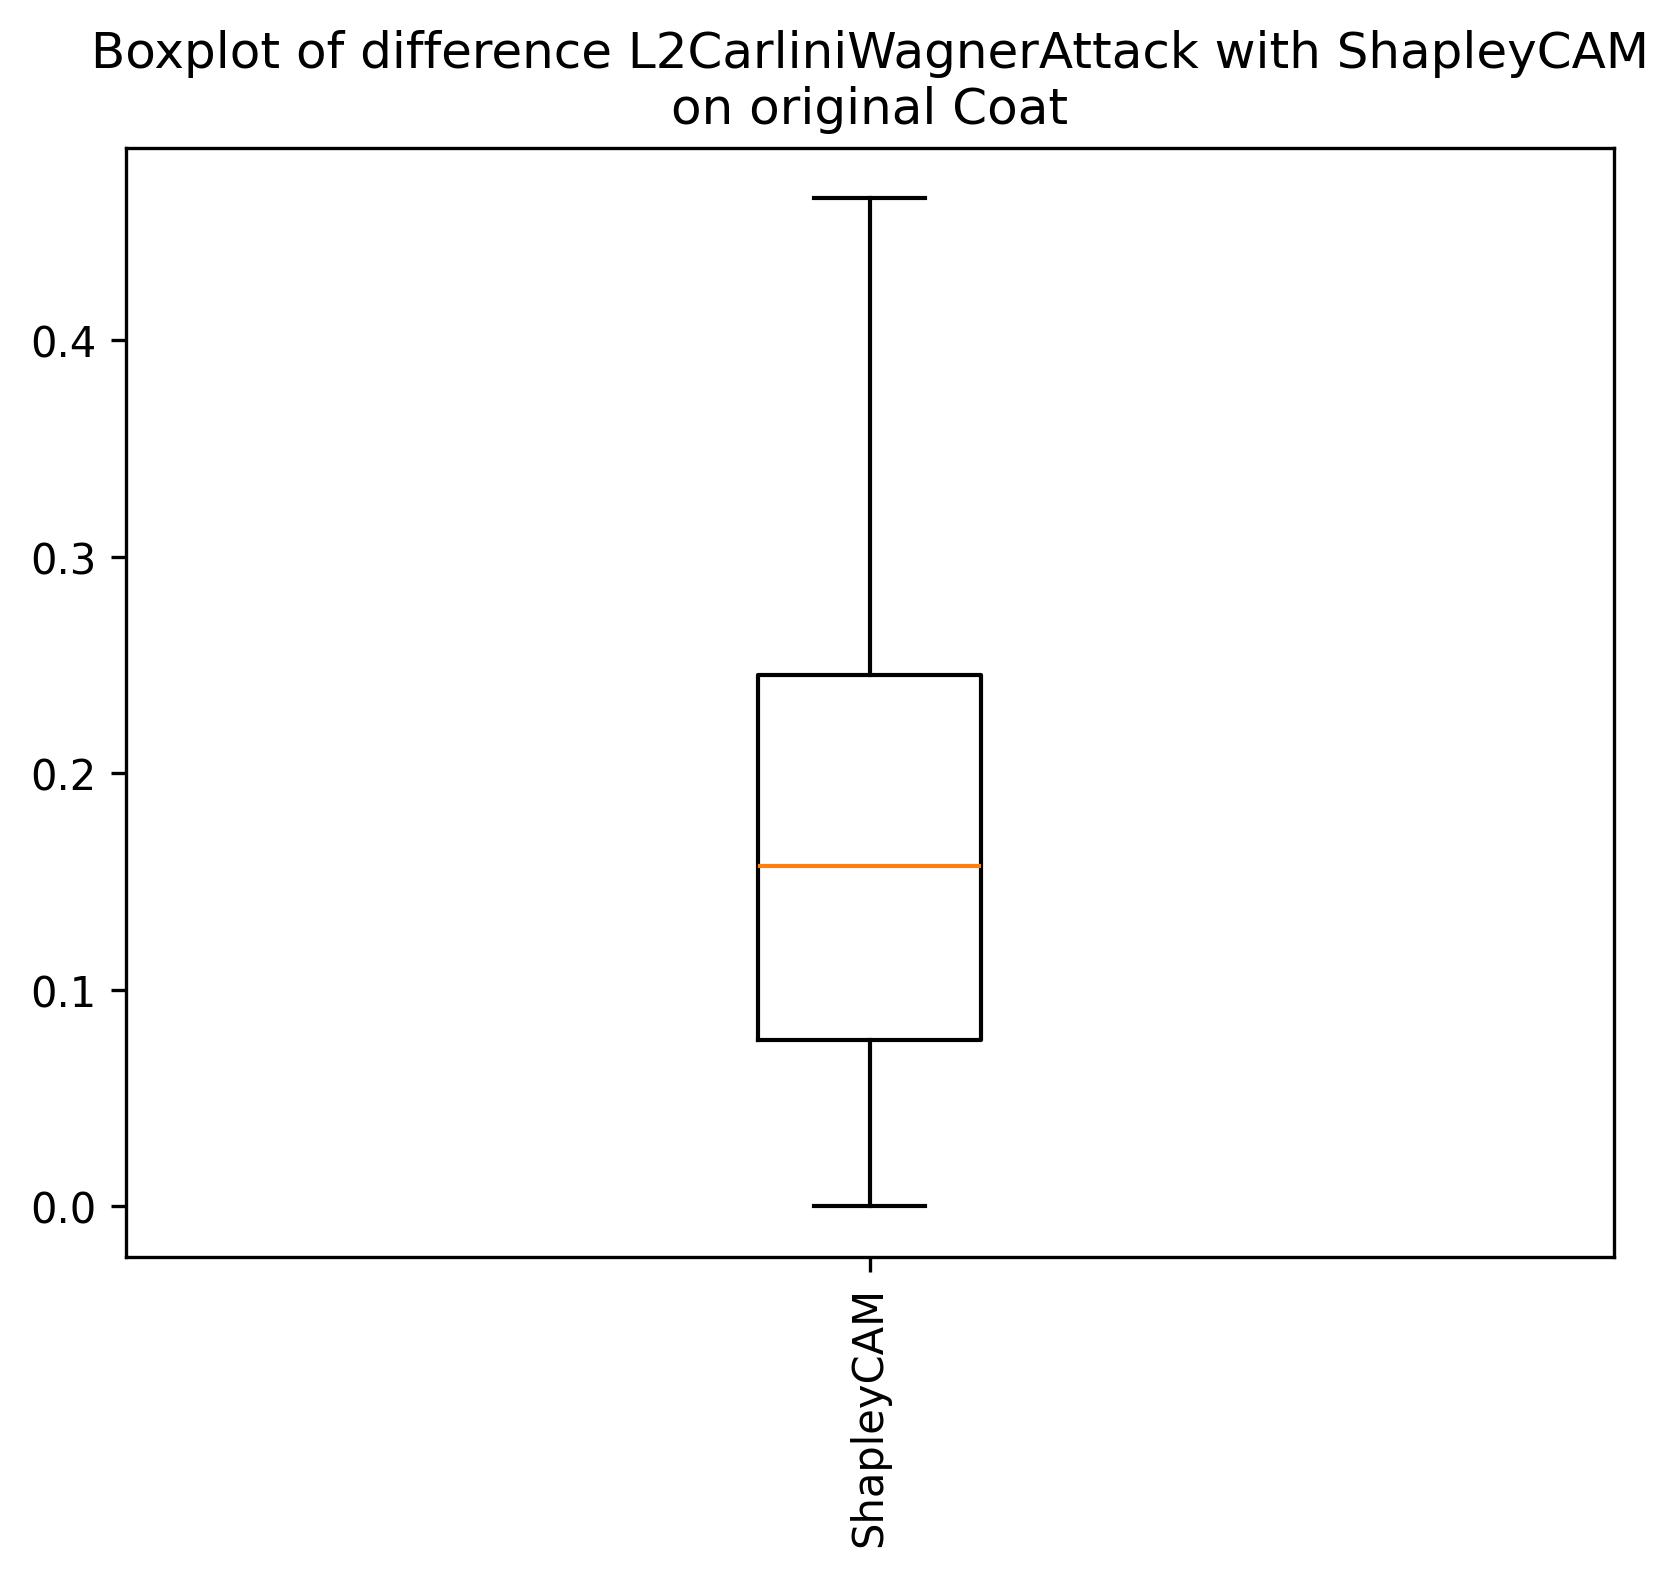 Boxplot of difference L2CarliniWagnerAttack with ShapleyCAM
on original Coat
0.4
0.3
0.2
0.1
0.0
ShapleyCAM